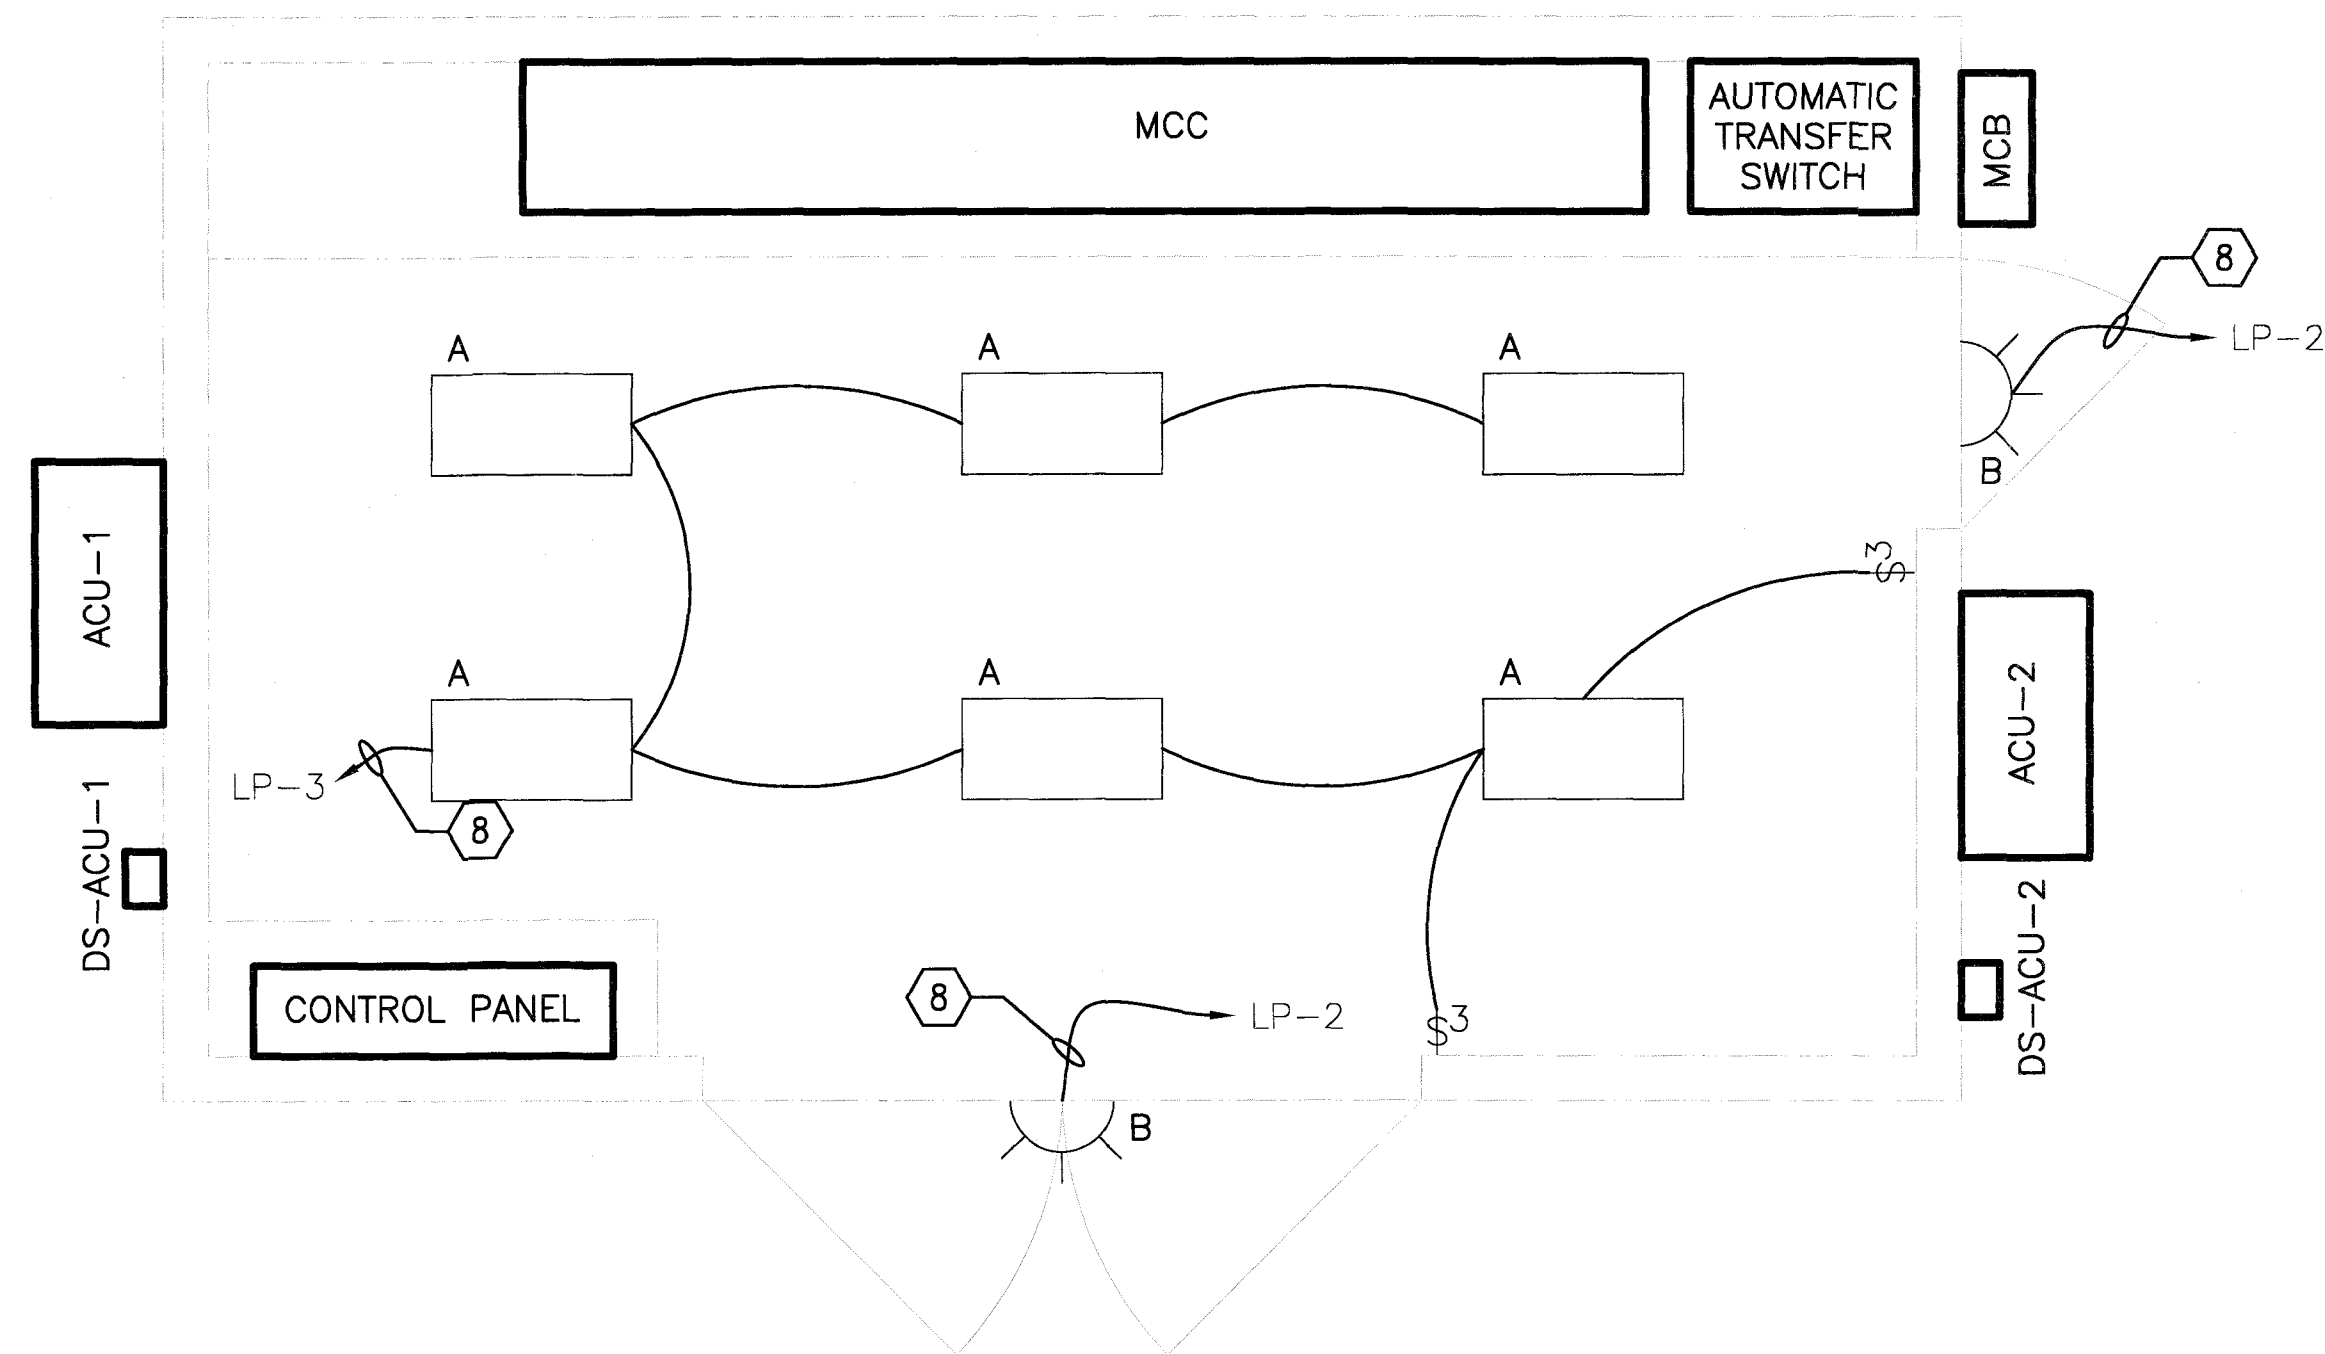 MCC
AUTOMATIC
TRANSFER
SWITCH
MCB
8
LP-2
A
A
A
B
ACU-1
$3
ACU-2
A
A
A
LP-3
8
DS-ACU-1
DS-ACU-2
CONTROL PANEL
8
LP-2
$3
B